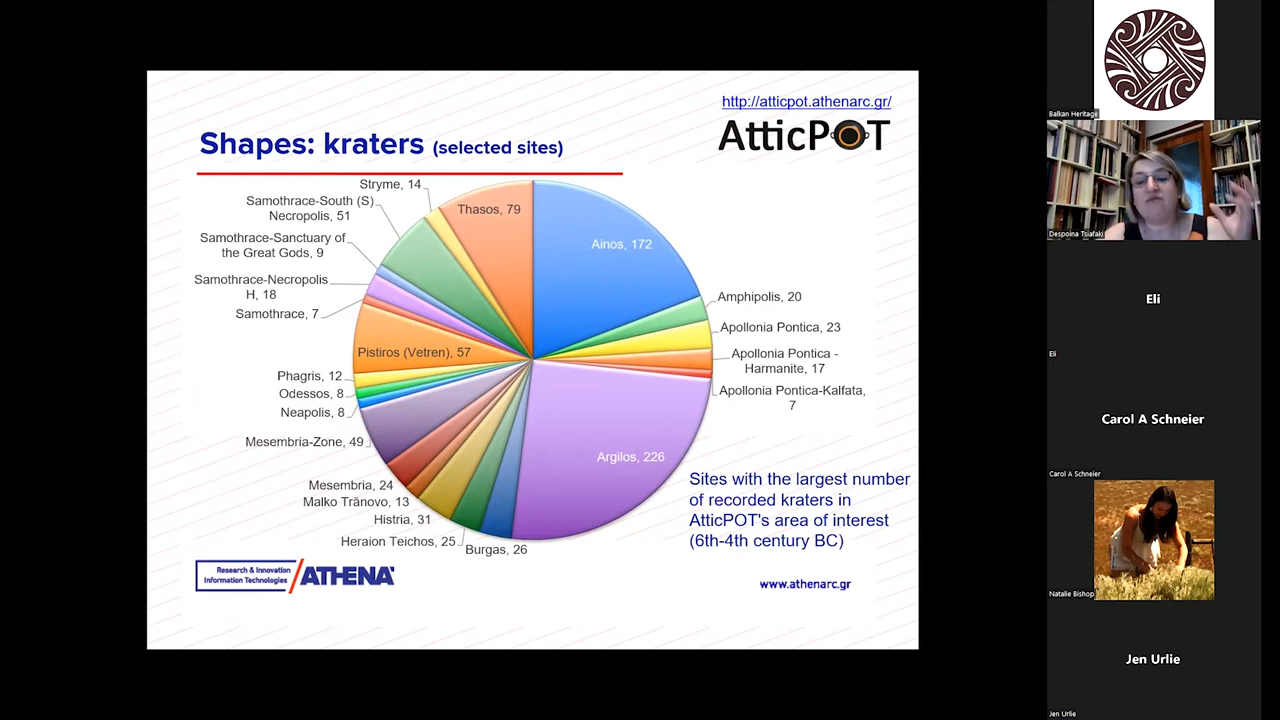 http://atticpot.athenarc.gr/
AtticPOT
Shapes: kraters (selected sites)
Stryme, 14
Samothrace-South (S)
Necropolis, 51
Samothrace-Sanctuary of
the Great Gods, 9
Samothrace-Necropolis
H, 18
Samothrace, 7
Pistiros (Vetren), 57
Phagris, 12
Odessos, 8
Neapolis, 8
Mesembria-Zone, 49
Mesembria, 24
Malko Trănovo, 13
Histria, 31
Heraion Teichos, 25
Burgas, 26
Thasos, 79
Ainos, 172
Amphipolis, 20
Apollonia Pontica, 23
Apollonia Pontica -
Harmanite, 17
Apollonia Pontica-Kalfata,
7
Argilos, 226
Sites with the largest number
of recorded kraters in
AtticPOT's area of interest
(6th-4th century BC)
Research & Innovation
Information Technologies
ATHENA
www.athenarc.gr
Balkan Heritage
Despoina Tsiafaki
Eli
Eli
Carol A Schneier
Carol A Schneier
Natalie Bishop
Jen Urlie
Jen Urlie